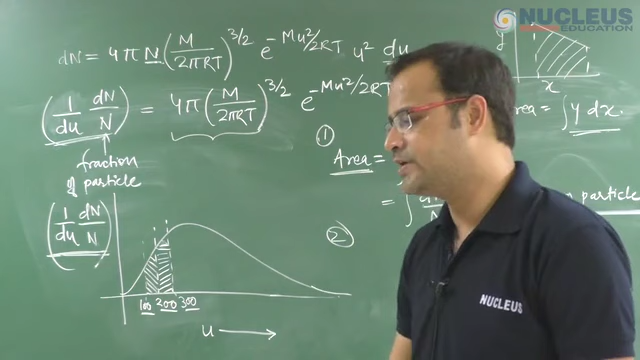 NUCLEUS
EDUCATION
dN = 4π N (M/2πRT)^3/2 e^-Mu²/2RT u² du
(1/du dN/N) = 4π (M/2πRT)^3/2 e^-Mu²/2RT
fraction
of particle
(1/du dN/N)
100 200 300
u →
y
x
Area = ∫ y dx.
① Area =
= ∫
particle
②
NUCLEUS